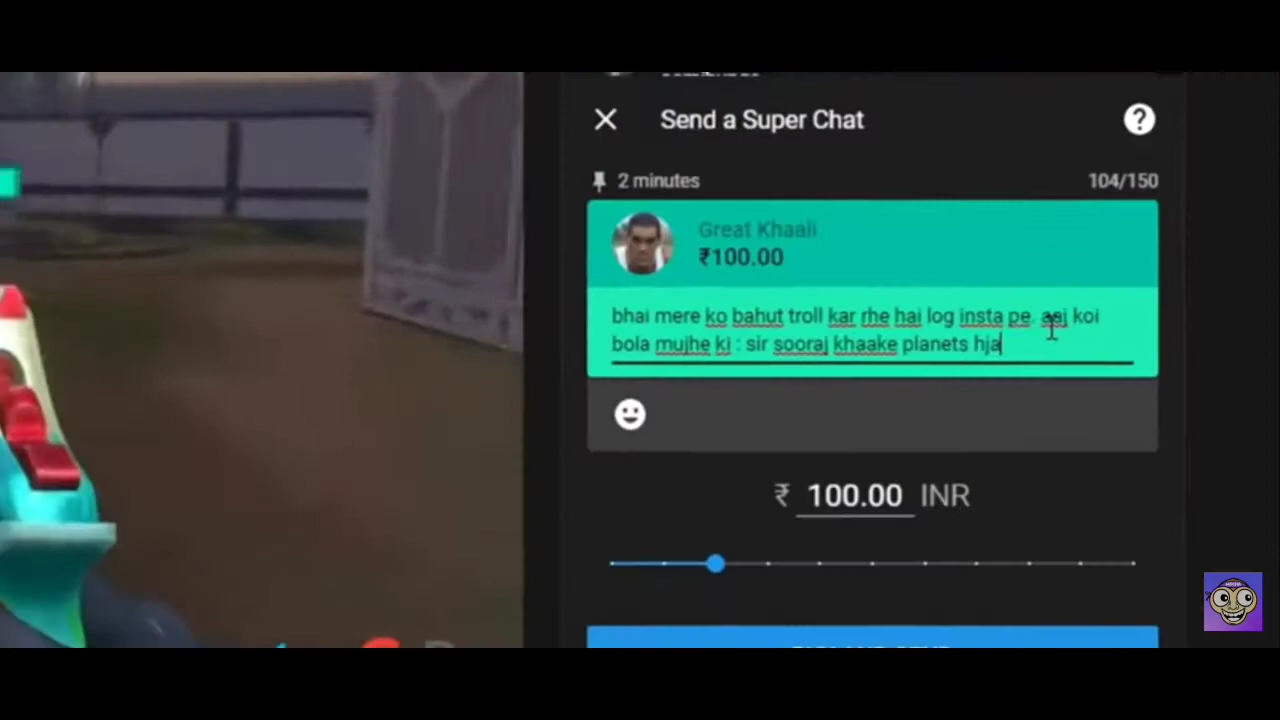 Send a Super Chat
2 minutes
104/150
Great Khaali
₹100.00
bhai mere ko bahut troll kar rhe hai log insta pe. aaj koi
bola mujhe ki : sir sooraj khaake planets hja
₹ 100.00 INR